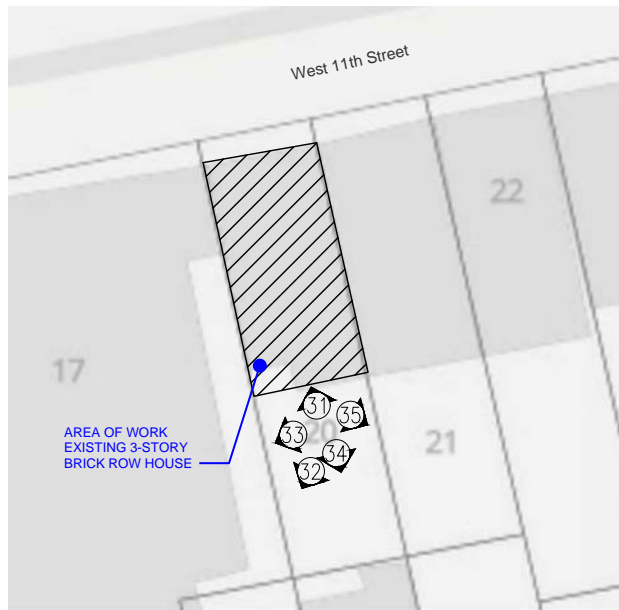 West 11th Street
22
17
AREA OF WORK
EXISTING 3-STORY
BRICK ROW HOUSE
31
35
33
20
21
34
32